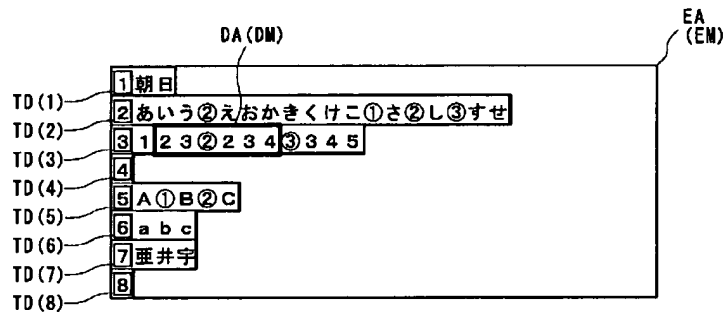 DA(DM)
EA
(EM)
TD(1) 1 朝日
TD(2) 2 あいう②えおかきくけこ①さ②し③すせ
TD(3) 3 1 2 3 ② 2 3 4 ③ 3 4 5
TD(4) 4
TD(5) 5 A①B②C
TD(6) 6 a b c
TD(7) 7 亜井宇
TD(8) 8